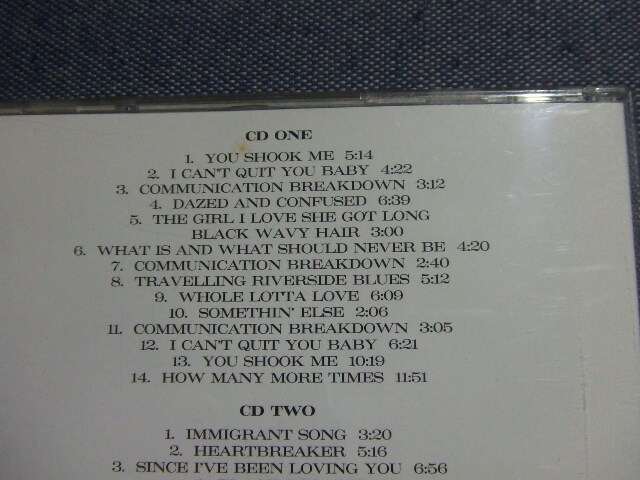 CD ONE
1. YOU SHOOK ME 5:14
2. I CAN'T QUIT YOU BABY 4:22
3. COMMUNICATION BREAKDOWN 3:12
4. DAZED AND CONFUSED 6:39
5. THE GIRL I LOVE SHE GOT LONG
BLACK WAVY HAIR 3:00
6. WHAT IS AND WHAT SHOULD NEVER BE 4:20
7. COMMUNICATION BREAKDOWN 2:40
8. TRAVELLING RIVERSIDE BLUES 5:12
9. WHOLE LOTTA LOVE 6:09
10. SOMETHIN' ELSE 2:06
11. COMMUNICATION BREAKDOWN 3:05
12. I CAN'T QUIT YOU BABY 6:21
13. YOU SHOOK ME 10:19
14. HOW MANY MORE TIMES 11:51
CD TWO
1. IMMIGRANT SONG 3:20
2. HEARTBREAKER 5:16
3. SINCE I'VE BEEN LOVING YOU 6:56